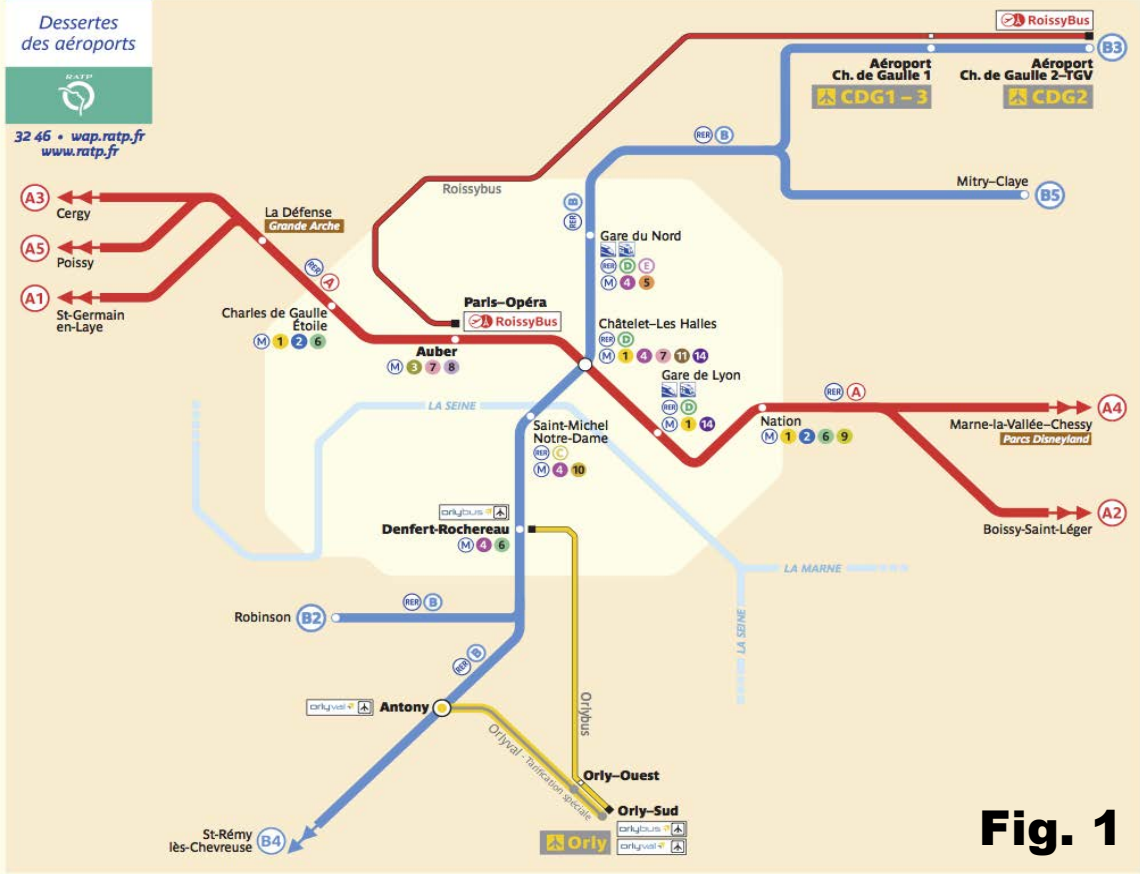 Dessertes
des aéroports
RATP
32 46 • wap.ratp.fr
www.ratp.fr
RoissyBus
B3
Aéroport
Ch. de Gaulle 1
CDG1 – 3
Aéroport
Ch. de Gaulle 2–TGV
CDG2
RER B
Mitry–Claye
B5
Roissybus
RER B
A3
Cergy
A5
Poissy
A1
St-Germain
en-Laye
La Défense
Grande Arche
RER A
Gare du Nord
RER D E
M 4 5
Charles de Gaulle
Étoile
M 1 2 6
Paris–Opéra
RoissyBus
Auber
M 3 7 8
Châtelet–Les Halles
RER D
M 1 4 7 11 14
Gare de Lyon
RER D
M 1 14
RER A
Nation
M 1 2 6 9
A4
Marne-la-Vallée–Chessy
Parcs Disneyland
A2
Boissy-Saint-Léger
LA SEINE
Saint-Michel
Notre-Dame
RER C
M 4 10
orlybus
Denfert-Rochereau
M 4 6
LA MARNE
LA SEINE
Robinson B2
RER B
RER B
orlyval
Antony
Orlybus
Orlyval - Tarification spéciale
Orly–Ouest
Orly–Sud
orlybus
orlyval
Orly
St-Rémy
lès-Chevreuse
B4
Fig. 1